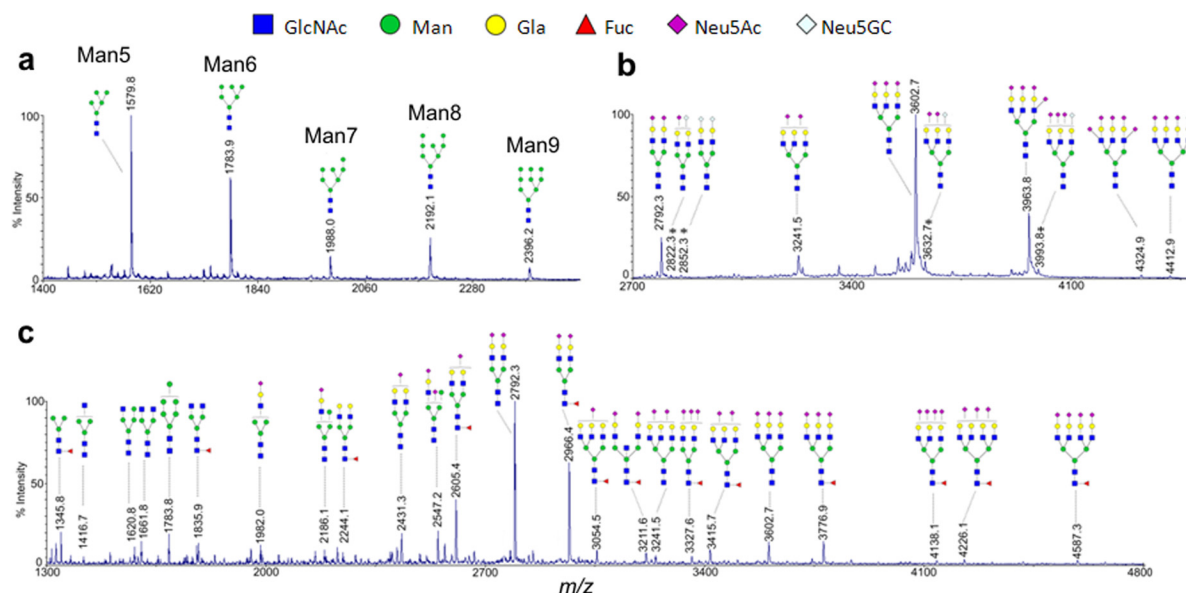 GlcNAc Man Gla Fuc Neu5Ac Neu5GC
a
Man5 Man6 Man7 Man8 Man9
1579.8 1783.9 1988.0 2192.1 2396.2
% Intensity
100
50
0
1400 1620 1840 2060 2280
b
2792.3 2822.3* 2852.3* 3241.5 3602.7 3632.7* 3963.8 3993.8* 4324.9 4412.9
% Intensity
100
50
0
2700 3400 4100
c
1345.8 1416.7 1620.8 1661.8 1783.8 1835.9 1982.0 2186.1 2244.1 2431.3 2547.2 2605.4 2792.3 2966.4 3054.5 3211.6 3241.5 3327.6 3415.7 3602.7 3776.9 4138.1 4226.1 4587.3
% Intensity
100
50
0
1300 2000 2700 3400 4100 4800
m/z